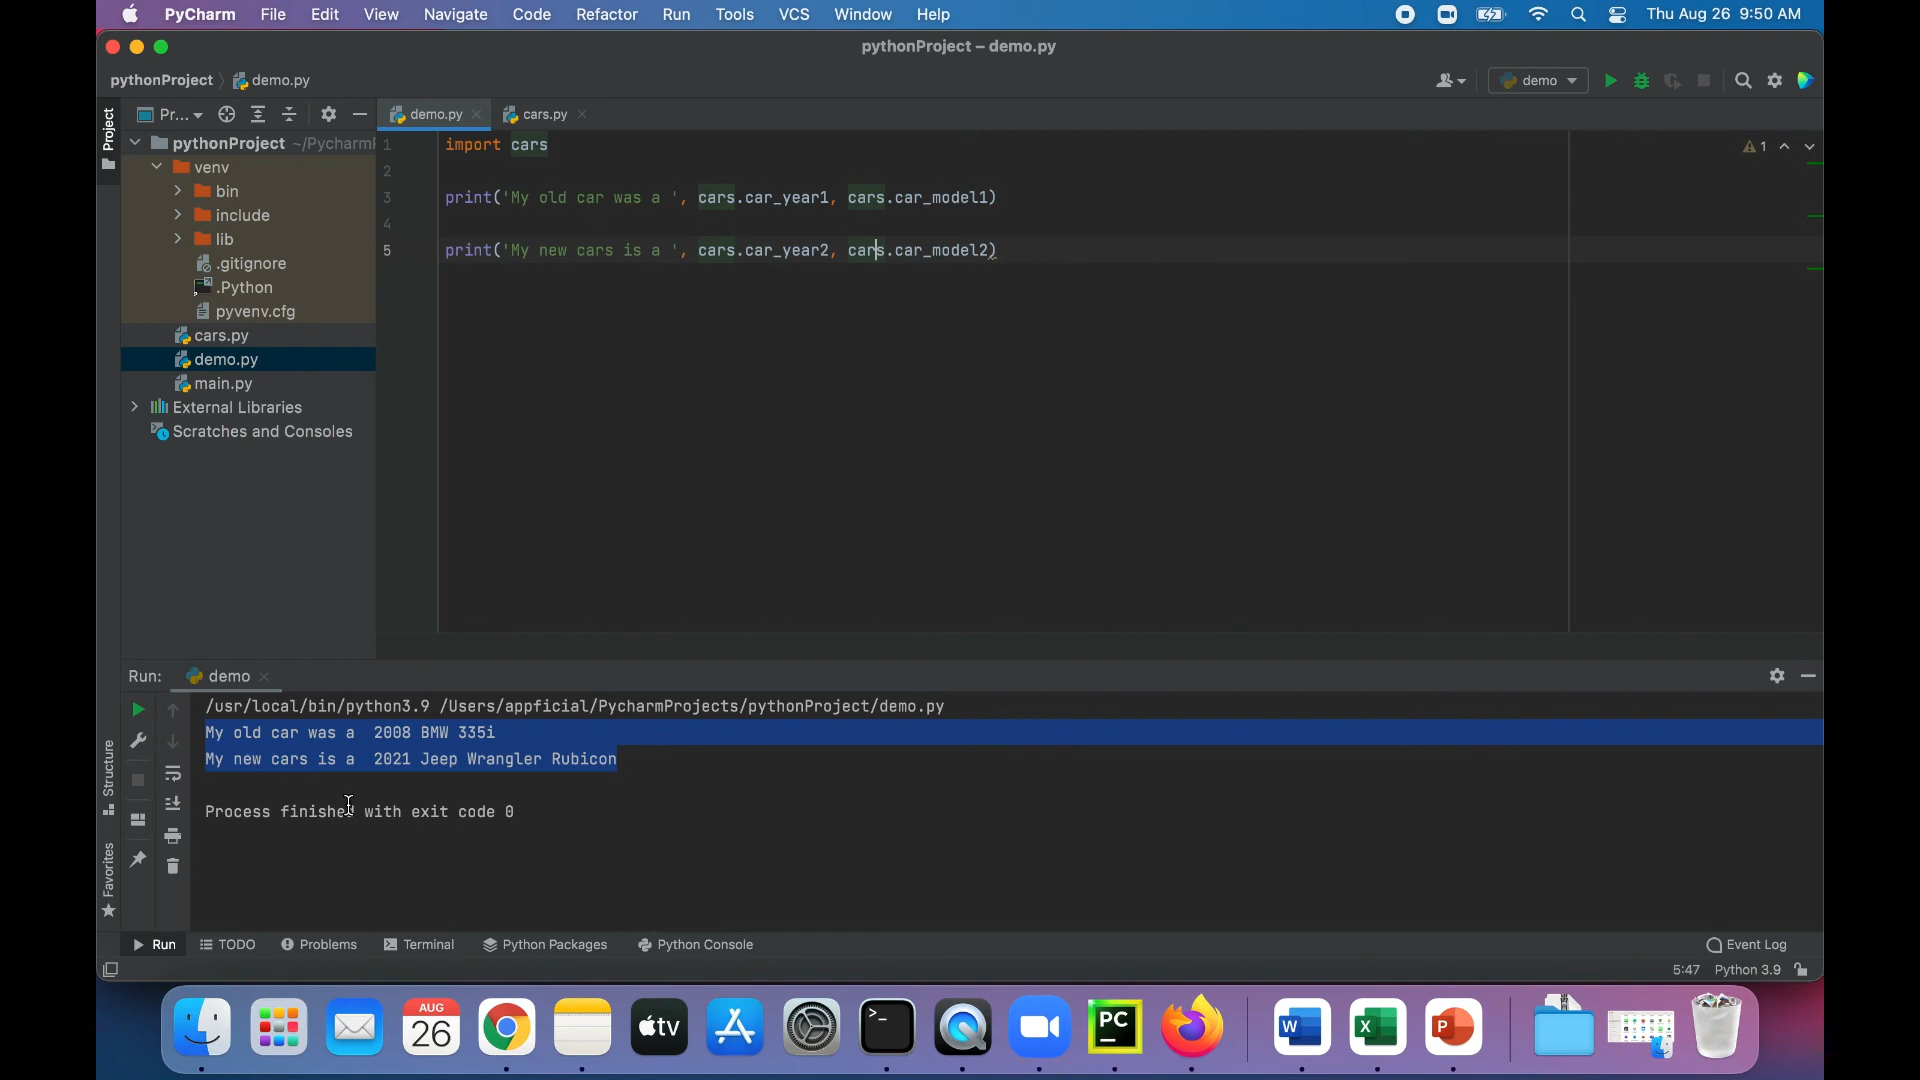 PyCharm File Edit View Navigate Code Refactor Run Tools VCS Window Help Thu Aug 26 9:50 AM
pythonProject – demo.py
pythonProject demo.py demo
Project
Pr... demo.py cars.py
pythonProject ~/Pycharm
venv
bin
include
lib
.gitignore
.Python
pyvenv.cfg
cars.py
demo.py
main.py
External Libraries
Scratches and Consoles
1 import cars
2
3 print('My old car was a ', cars.car_year1, cars.car_model1)
4
5 print('My new cars is a ', cars.car_year2, cars.car_model2)
1
Run: demo
/usr/local/bin/python3.9 /Users/appficial/PycharmProjects/pythonProject/demo.py
My old car was a  2008 BMW 335i
My new cars is a  2021 Jeep Wrangler Rubicon
Process finished with exit code 0
Structure
Favorites
Run TODO Problems Terminal Python Packages Python Console Event Log
5:47 Python 3.9
AUG
26
tv
>_
PC
W
X
P